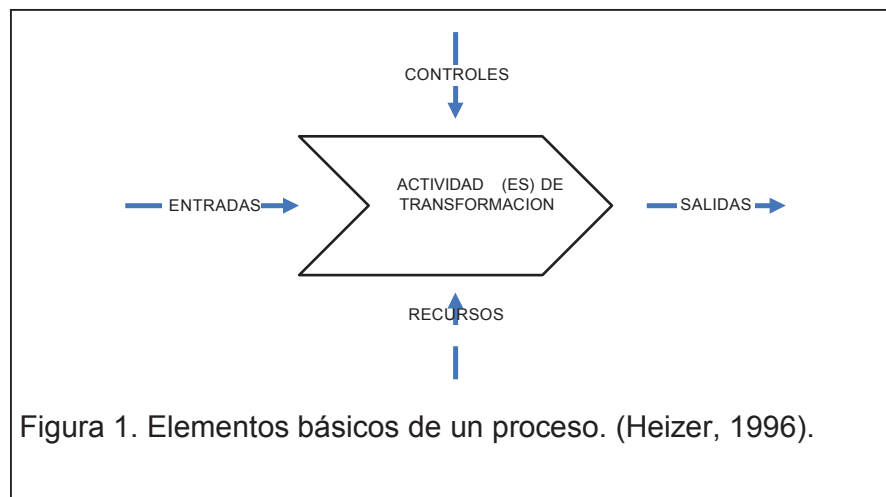 CONTROLES
ACTIVIDAD (ES) DE
TRANSFORMACION
ENTRADAS
SALIDAS
RECURSOS
Figura 1. Elementos básicos de un proceso. (Heizer, 1996).